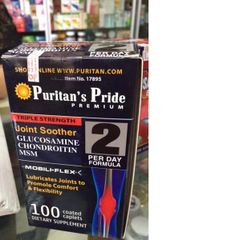 SHOP ONLINE WWW.PURITAN.COM
Item No. 17895
Puritan's Pride
PREMIUM
TRIPLE STRENGTH
Joint Soother
GLUCOSAMINE
CHONDROITIN
MSM
2
PER DAY
FORMULA
MOBILI-FLEX
Lubricates Joints to
Promote Comfort
& Flexibility
100 coated
caplets
DIETARY SUPPLEMENT